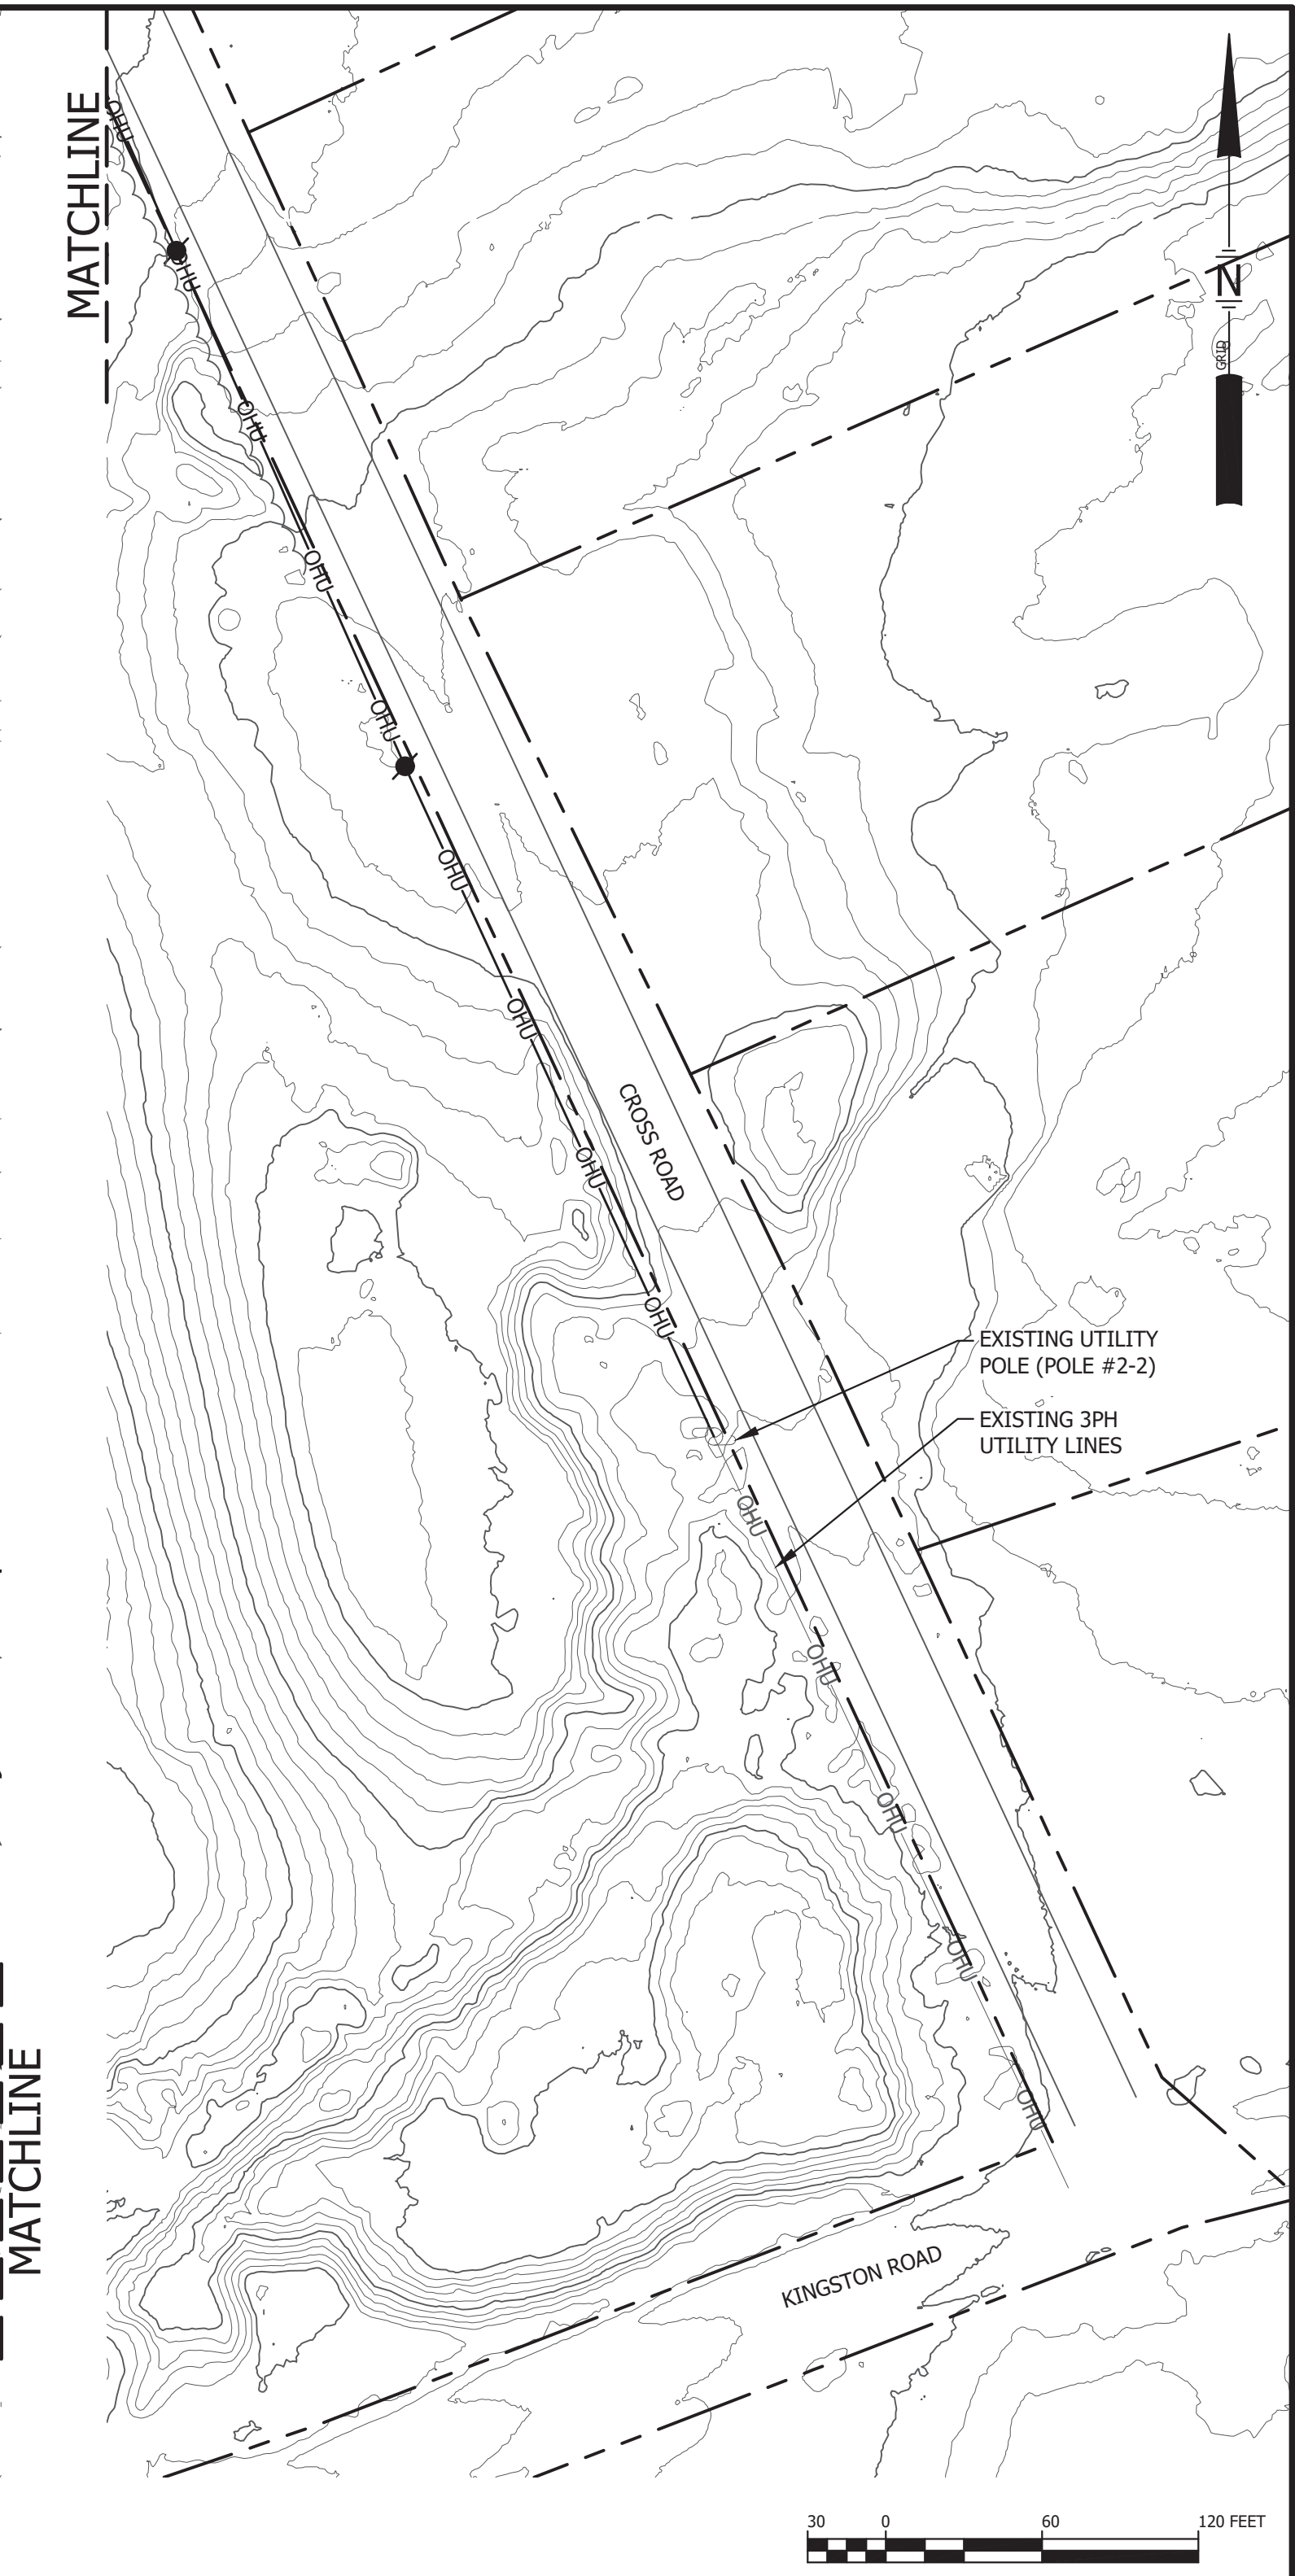 MATCHLINE
OHU
OHU
N
GRID
OHU
OHU
OHU
OHU
OHU
CROSS ROAD
OHU
OHU
EXISTING UTILITY
POLE (POLE #2-2)
EXISTING 3PH
UTILITY LINES
OHU
OHU
OHU
OHU
MATCHLINE
OHU
KINGSTON ROAD
30 0 60 120 FEET